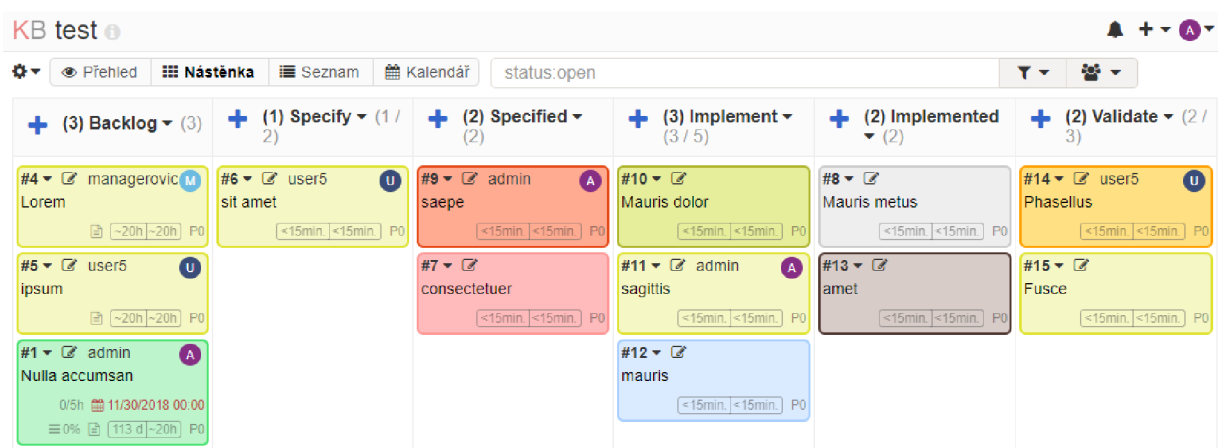 KB test
A
Přehled Nástěnka Seznam Kalendář status:open
(3) Backlog (3)
(1) Specify (1 /
2)
(2) Specified
(2)
(3) Implement
(3 / 5)
(2) Implemented
(2)
(2) Validate (2 /
3)
#4 managerovic M
Lorem
~20h ~20h P0
#5 user5 U
ipsum
~20h ~20h P0
#1 admin A
Nulla accumsan
0/5h 11/30/2018 00:00
0% 113 d ~20h P0
#6 user5 U
sit amet
<15min. <15min. P0
#9 admin A
saepe
<15min. <15min. P0
#7
consectetuer
<15min. <15min. P0
#10
Mauris dolor
<15min. <15min. P0
#11 admin A
sagittis
<15min. <15min. P0
#12
mauris
<15min. <15min. P0
#8
Mauris metus
<15min. <15min. P0
#13
amet
<15min. <15min. P0
#14 user5 U
Phasellus
<15min. <15min. P0
#15
Fusce
<15min. <15min. P0